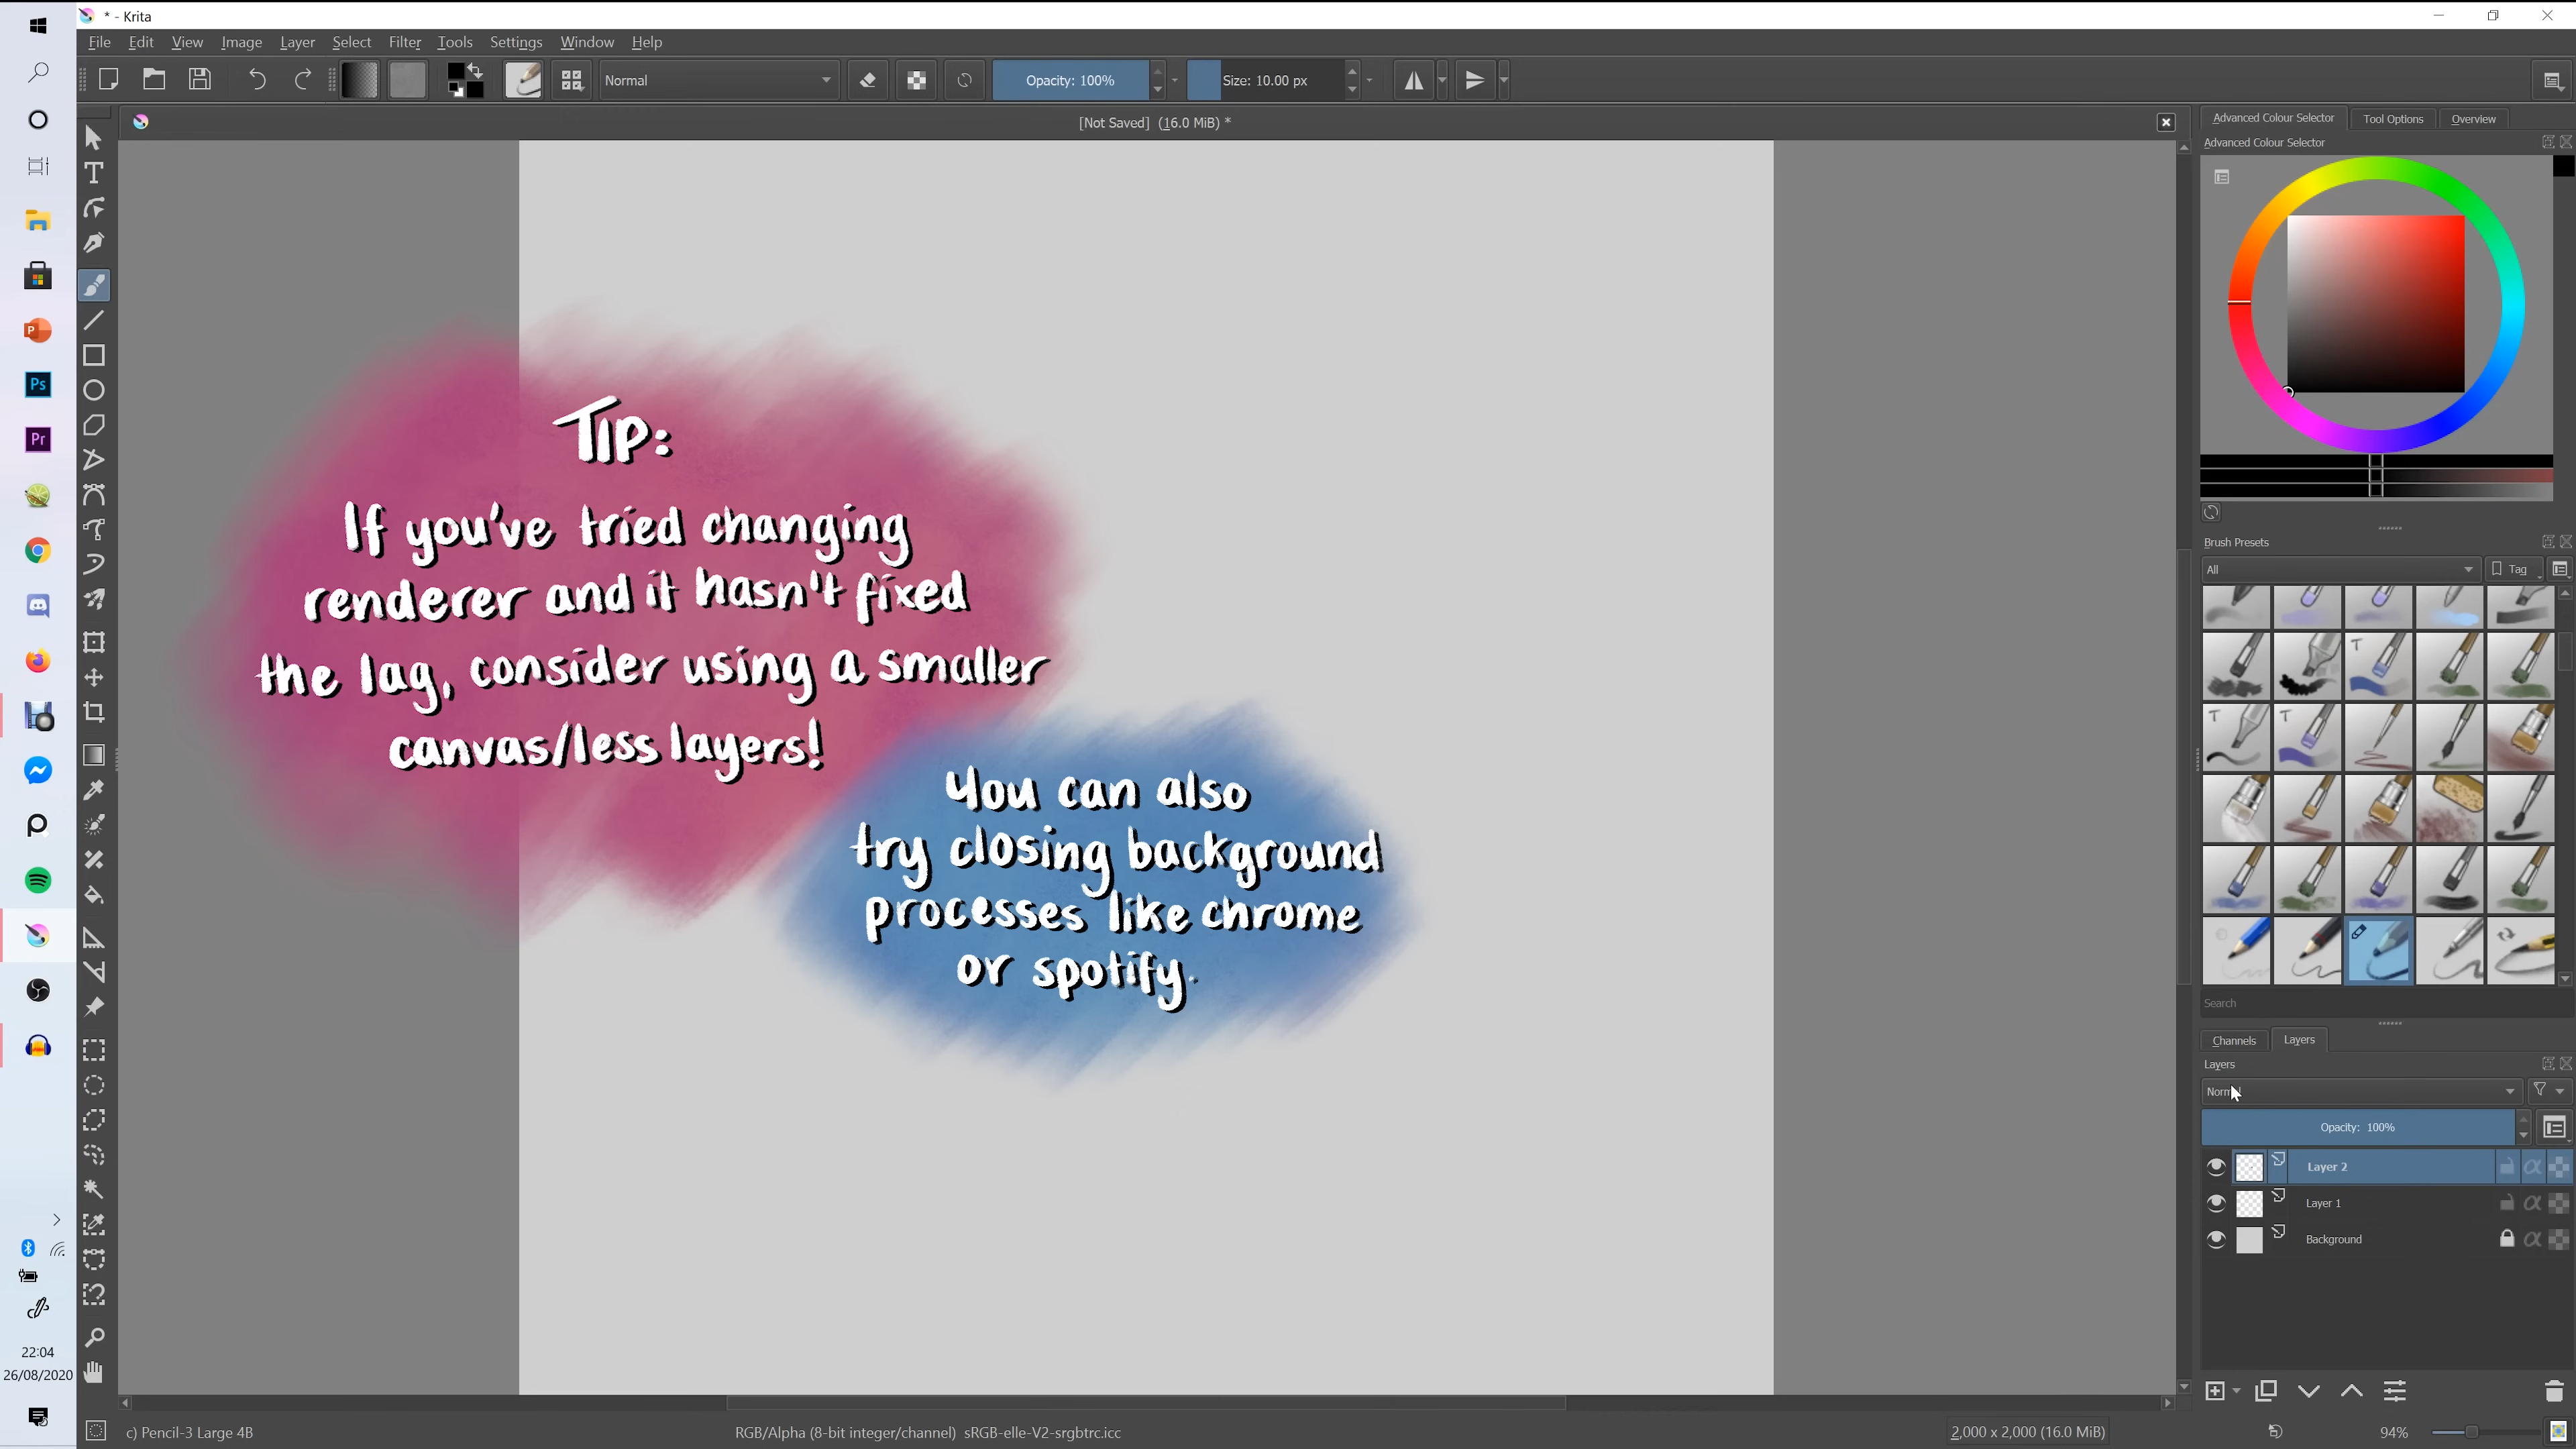 * - Krita
File Edit View Image Layer Select Filter Tools Settings Window Help
Normal
Opacity: 100%
Size: 10.00 px
[Not Saved] (16.0 MiB) *
Advanced Colour Selector Tool Options Overview
Advanced Colour Selector
Tip:
If you've tried changing
renderer and it hasn't fixed
the lag, consider using a smaller
canvas/less layers!
You can also
try closing background
processes like chrome
or spotify.
Brush Presets
All
Tag
Search
Channels Layers
Layers
Opacity: 100%
Layer 2
Layer 1
Background
Ps
Pr
22:04
26/08/2020
c) Pencil-3 Large 4B
RGB/Alpha (8-bit integer/channel) sRGB-elle-V2-srgbtrc.icc
2,000 x 2,000 (16.0 MiB)
94%